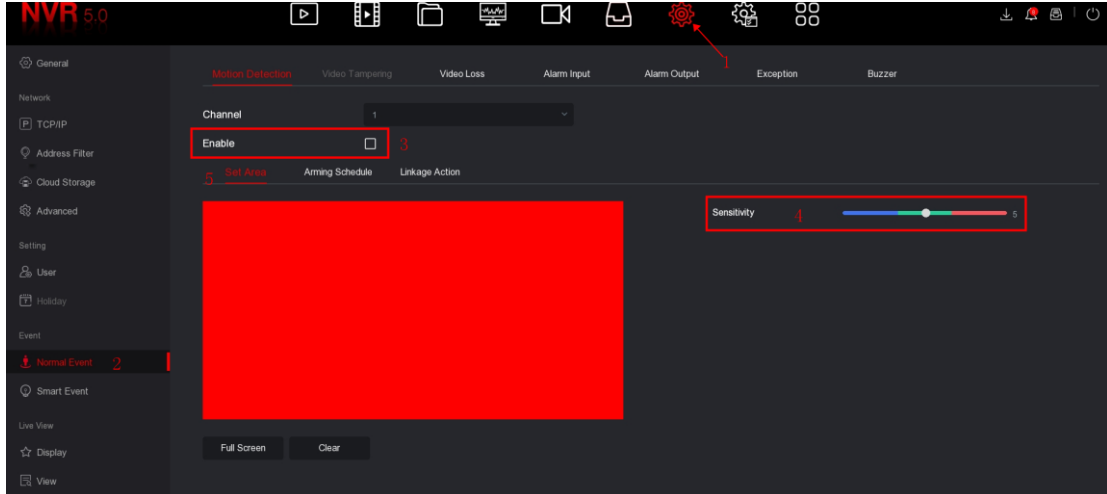 NVR 5.0
1
General
Motion Detection Video Tampering Video Loss Alarm Input Alarm Output Exception Buzzer
Network
Channel 1
TCP/IP
Enable 3
Address Filter
5 Set Area Arming Schedule Linkage Action
Cloud Storage
Advanced
Sensitivity 4 5
Setting
User
Holiday
Event
Normal Event 2
Smart Event
Live View
Full Screen Clear
Display
View